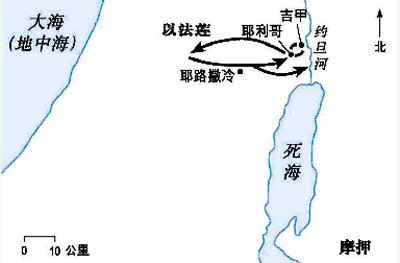 大海
(地中海)
以法莲
吉甲
耶利哥
约旦河
北
耶路撒冷
死海
摩押
0 10 公里